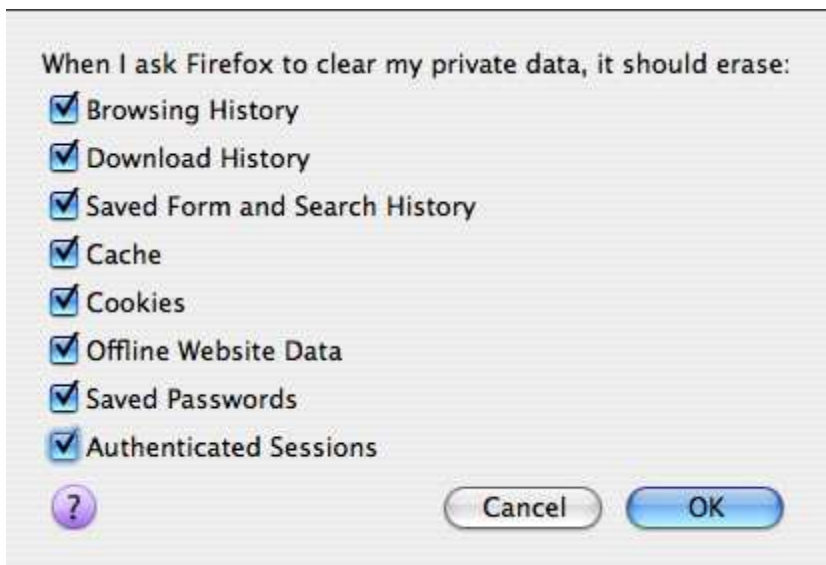 When I ask Firefox to clear my private data, it should erase:
Browsing History
Download History
Saved Form and Search History
Cache
Cookies
Offline Website Data
Saved Passwords
Authenticated Sessions
? Cancel OK